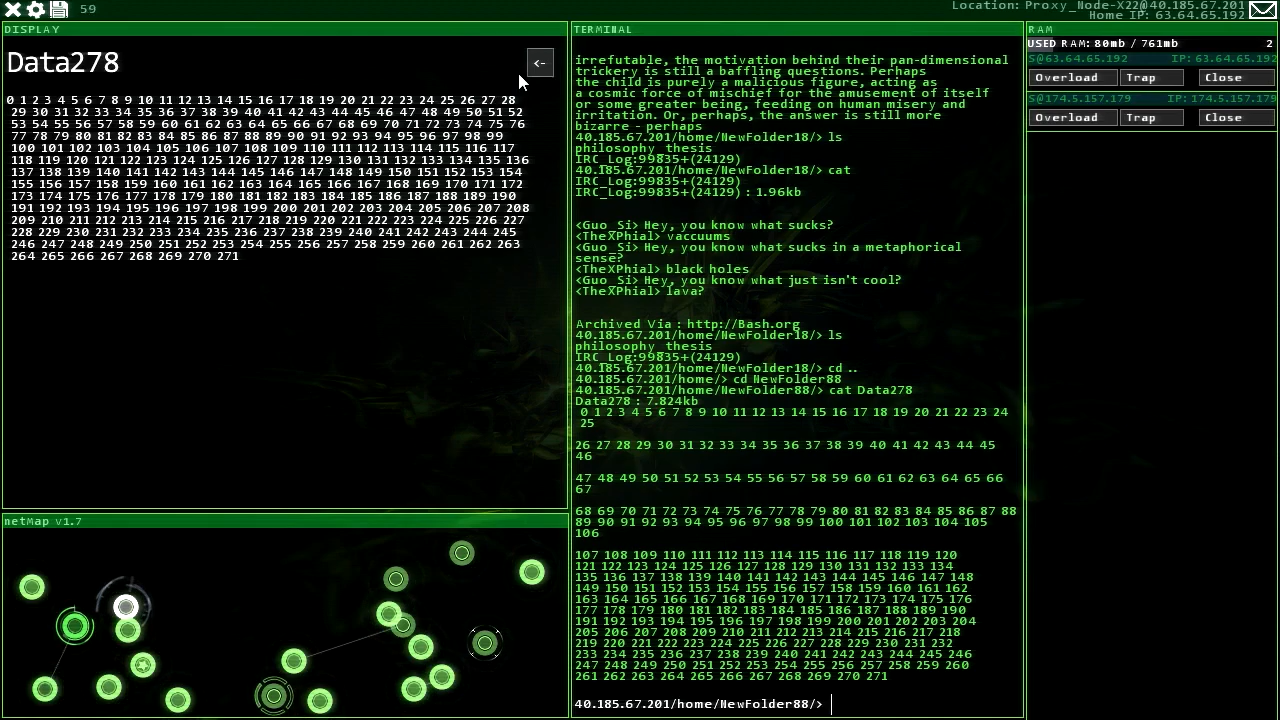 59
Location: Proxy_Node-X22@40.185.67.201
Home IP: 63.64.65.192
DISPLAY
Data278
<-
0 1 2 3 4 5 6 7 8 9 10 11 12 13 14 15 16 17 18 19 20 21 22 23 24 25 26 27 28
29 30 31 32 33 34 35 36 37 38 39 40 41 42 43 44 45 46 47 48 49 50 51 52
53 54 55 56 57 58 59 60 61 62 63 64 65 66 67 68 69 70 71 72 73 74 75 76
77 78 79 80 81 82 83 84 85 86 87 88 89 90 91 92 93 94 95 96 97 98 99
100 101 102 103 104 105 106 107 108 109 110 111 112 113 114 115 116 117
118 119 120 121 122 123 124 125 126 127 128 129 130 131 132 133 134 135 136
137 138 139 140 141 142 143 144 145 146 147 148 149 150 151 152 153 154
155 156 157 158 159 160 161 162 163 164 165 166 167 168 169 170 171 172
173 174 175 176 177 178 179 180 181 182 183 184 185 186 187 188 189 190
191 192 193 194 195 196 197 198 199 200 201 202 203 204 205 206 207 208
209 210 211 212 213 214 215 216 217 218 219 220 221 222 223 224 225 226 227
228 229 230 231 232 233 234 235 236 237 238 239 240 241 242 243 244 245
246 247 248 249 250 251 252 253 254 255 256 257 258 259 260 261 262 263
264 265 266 267 268 269 270 271
netMap v1.7
TERMINAL
irrefutable, the motivation behind their pan-dimensional
trickery is still a baffling questions. Perhaps
the child is purely a malicious figure, acting as
a cosmic force of mischief for the amusement of itself
or some greater being, feeding on human misery and
irritation. Or, perhaps, the answer is still more
bizarre - perhaps
40.185.67.201/home/NewFolder18/> ls
philosophy_thesis
IRC_Log:99835+(24129)
40.185.67.201/home/NewFolder18/> cat
IRC_Log:99835+(24129)
IRC_Log:99835+(24129) : 1.96kb
<Guo_Si> Hey, you know what sucks?
<TheXPhial> vaccuums
<Guo_Si> Hey, you know what sucks in a metaphorical
sense?
<TheXPhial> black holes
<Guo_Si> Hey, you know what just isn't cool?
<TheXPhial> lava?
Archived Via : http://Bash.org
40.185.67.201/home/NewFolder18/> ls
philosophy_thesis
IRC_Log:99835+(24129)
40.185.67.201/home/NewFolder18/> cd ..
40.185.67.201/home/> cd NewFolder88
40.185.67.201/home/NewFolder88/> cat Data278
Data278 : 7.824kb
0 1 2 3 4 5 6 7 8 9 10 11 12 13 14 15 16 17 18 19 20 21 22 23 24
25
26 27 28 29 30 31 32 33 34 35 36 37 38 39 40 41 42 43 44 45
46
47 48 49 50 51 52 53 54 55 56 57 58 59 60 61 62 63 64 65 66
67
68 69 70 71 72 73 74 75 76 77 78 79 80 81 82 83 84 85 86 87 88
89 90 91 92 93 94 95 96 97 98 99 100 101 102 103 104 105
106
107 108 109 110 111 112 113 114 115 116 117 118 119 120
121 122 123 124 125 126 127 128 129 130 131 132 133 134
135 136 137 138 139 140 141 142 143 144 145 146 147 148
149 150 151 152 153 154 155 156 157 158 159 160 161 162
163 164 165 166 167 168 169 170 171 172 173 174 175 176
177 178 179 180 181 182 183 184 185 186 187 188 189 190
191 192 193 194 195 196 197 198 199 200 201 202 203 204
205 206 207 208 209 210 211 212 213 214 215 216 217 218
219 220 221 222 223 224 225 226 227 228 229 230 231 232
233 234 235 236 237 238 239 240 241 242 243 244 245 246
247 248 249 250 251 252 253 254 255 256 257 258 259 260
261 262 263 264 265 266 267 268 269 270 271
40.185.67.201/home/NewFolder88/>
RAM
USED RAM: 80mb / 761mb 2
S@63.64.65.192 IP: 63.64.65.192
Overload Trap Close
S@174.5.157.179 IP: 174.5.157.179
Overload Trap Close